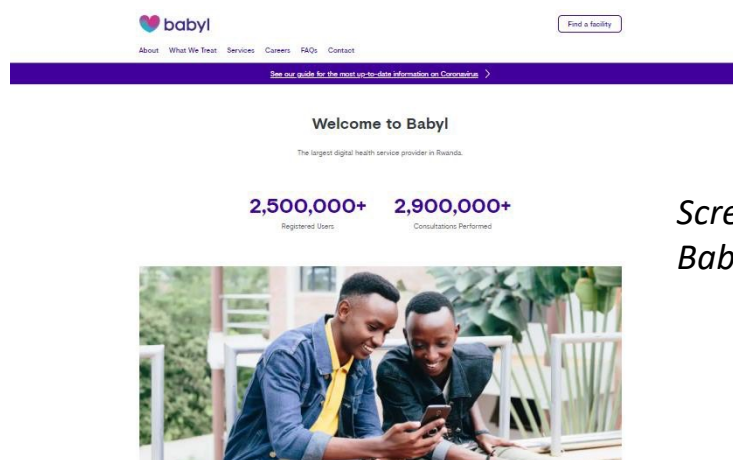 babyl
Find a facility
About What We Treat Services Careers FAQs Contact
See our guide for the most up-to-date information on Coronavirus
Welcome to Babyl
The largest digital health service provider in Rwanda.
2,500,000+ 2,900,000+
Registered Users Consultations Performed
Scre
Bab